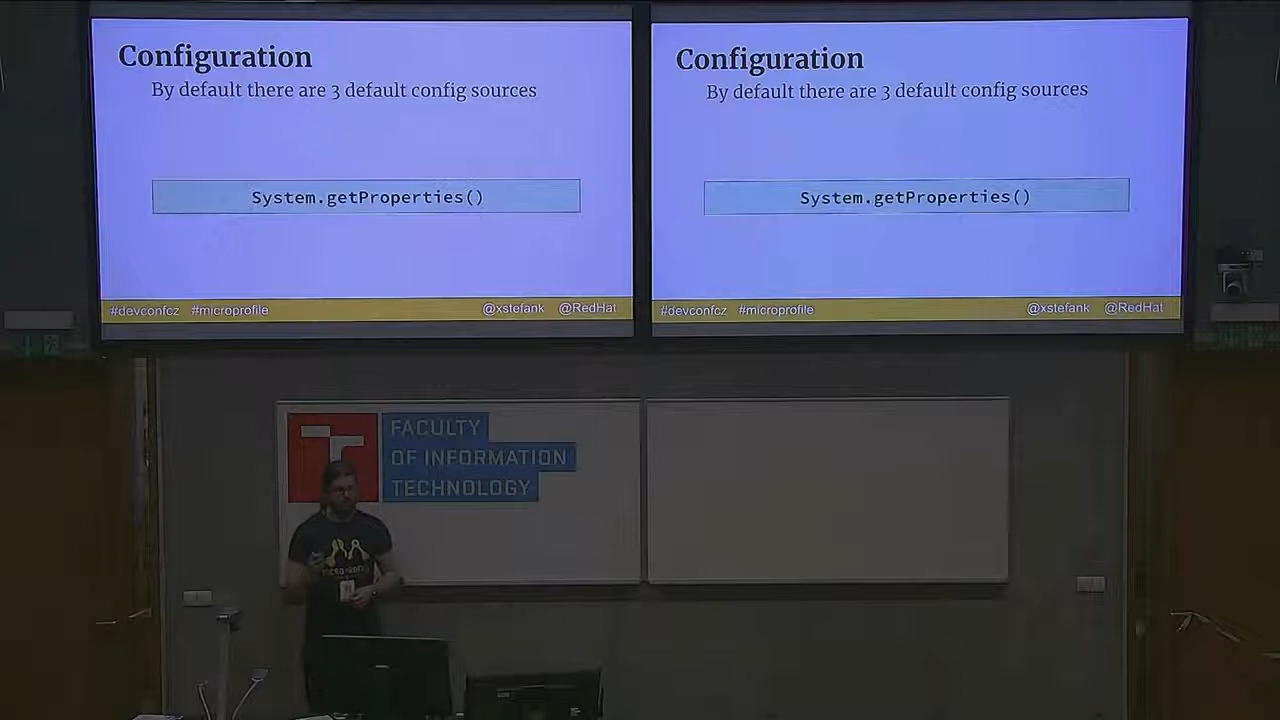 Configuration
By default there are 3 default config sources
System.getProperties()
#devconfcz #microprofile
@xstefank @RedHat
Configuration
By default there are 3 default config sources
System.getProperties()
#devconfcz #microprofile
@xstefank @RedHat
FACULTY
OF INFORMATION
TECHNOLOGY